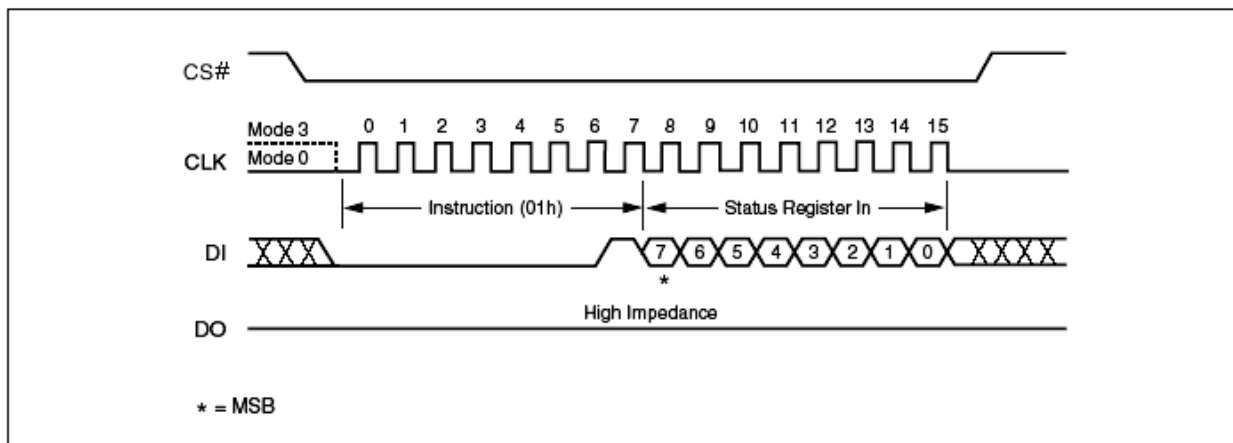 CS#
Mode 3 0 1 2 3 4 5 6 7 8 9 10 11 12 13 14 15
CLK Mode 0
Instruction (01h) Status Register In
DI 7 6 5 4 3 2 1 0
*
High Impedance
DO
* = MSB